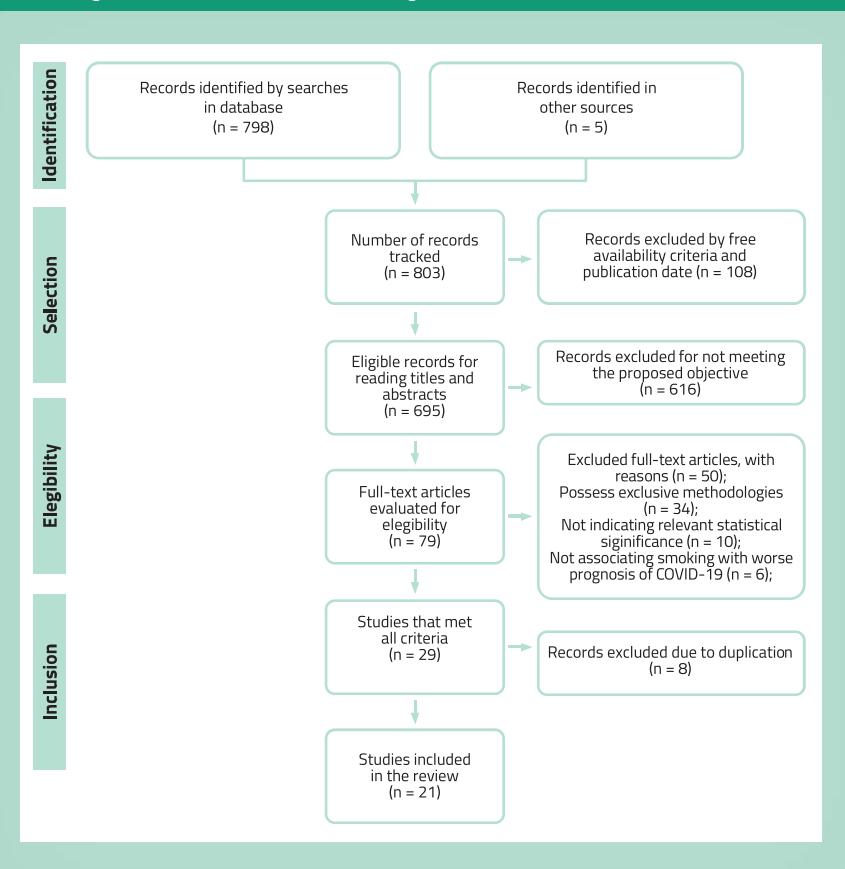 Identification
Records identified by searches
in database
(n = 798)
Records identified in
other sources
(n = 5)
Selection
Number of records
tracked
(n = 803)
Records excluded by free
availability criteria and
publication date (n = 108)
Eligible records for
reading titles and
abstracts
(n = 695)
Records excluded for not meeting
the proposed objective
(n = 616)
Elegibility
Full-text articles
evaluated for
elegibility
(n = 79)
Excluded full-text articles, with
reasons (n = 50);
Possess exclusive methodologies
(n = 34);
Not indicating relevant statistical
siginificance (n = 10);
Not associating smoking with worse
prognosis of COVID-19 (n = 6);
Inclusion
Studies that met
all criteria
(n = 29)
Records excluded due to duplication
(n = 8)
Studies included
in the review
(n = 21)